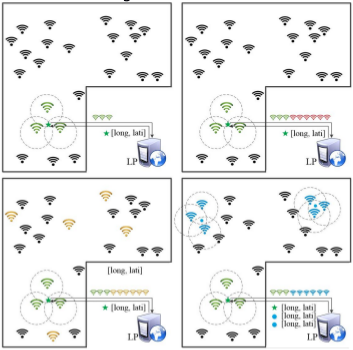 ★ [long, lati]
LP
★ [long, lati]
LP
[long, lati]
★ [long, lati]
LP
★ [long, lati]
● [long, lati]
● [long, lati]
LP